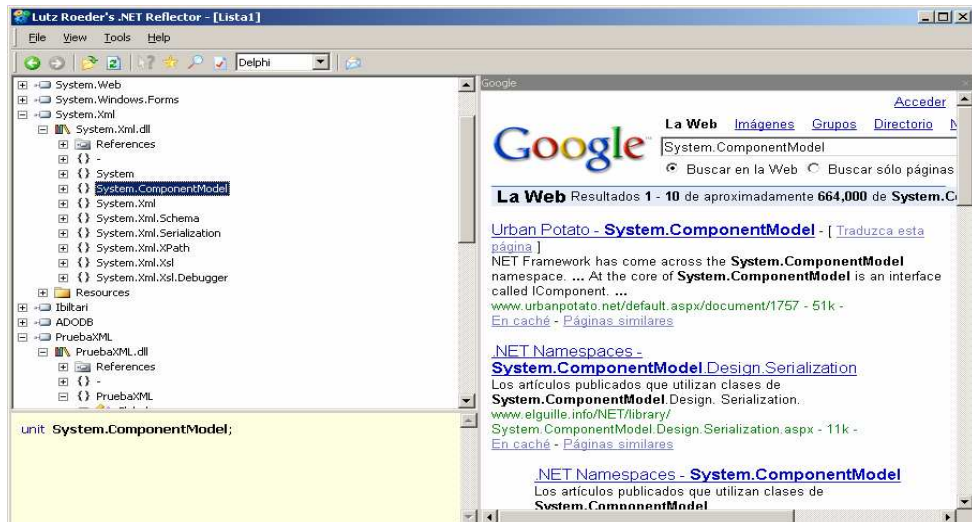 Lutz Roeder's .NET Reflector - [Lista1]
File View Tools Help
Delphi
System.Web
System.Windows.Forms
System.Xml
System.Xml.dll
References
{} -
{} System
{} System.ComponentModel
{} System.Xml
{} System.Xml.Schema
{} System.Xml.Serialization
{} System.Xml.XPath
{} System.Xml.Xsl
{} System.Xml.Xsl.Debugger
Resources
Ibiltari
ADODB
PruebaXML
PruebaXML.dll
References
{} -
{} PruebaXML
unit System.ComponentModel;
Google
Acceder
Google
La Web Imágenes Grupos Directorio
System.ComponentModel
Buscar en la Web Buscar sólo páginas
La Web Resultados 1 - 10 de aproximadamente 664,000 de
Urban Potato - System.ComponentModel - [ Traduzca esta
página ]
NET Framework has come across the System.ComponentModel
namespace. ... At the core of System.ComponentModel is an interface
called IComponent. ...
www.urbanpotato.net/default.aspx/document/1757 - 51k -
En caché - Páginas similares
.NET Namespaces -
System.ComponentModel.Design.Serialization
Los artículos publicados que utilizan clases de
System.ComponentModel.Design. Serialization.
www.elguille.info/NET/library/
System.ComponentModel.Design.Serialization.aspx - 11k -
En caché - Páginas similares
.NET Namespaces - System.ComponentModel
Los artículos publicados que utilizan clases de
System.ComponentModel